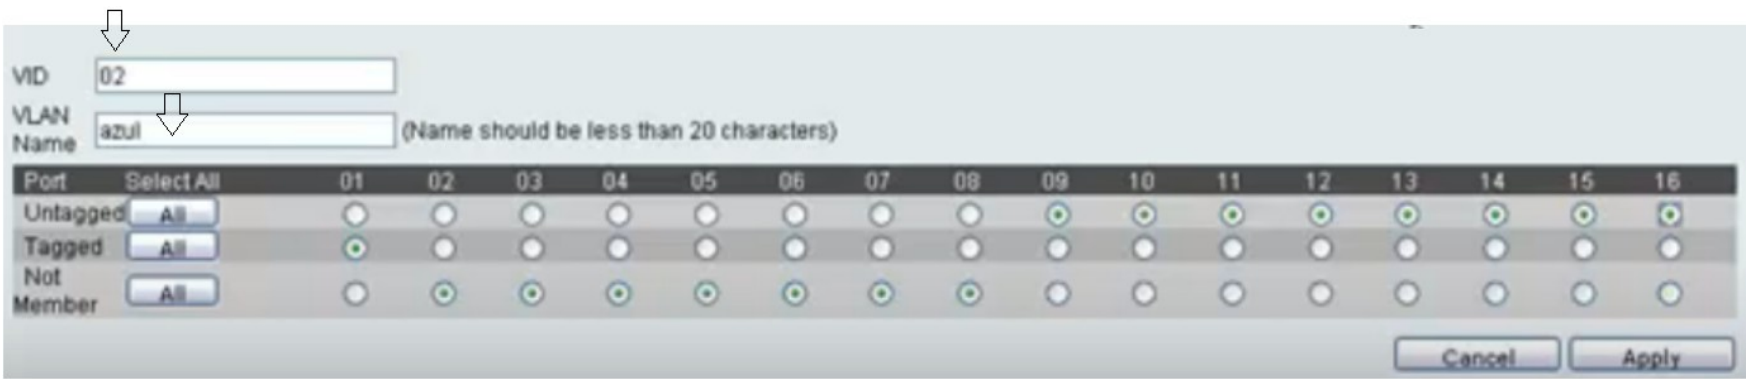 VID 02
VLAN Name azul (Name should be less than 20 characters)
Port Select All 01 02 03 04 05 06 07 08 09 10 11 12 13 14 15 16
Untagged All
Tagged All
Not Member All
Cancel Apply